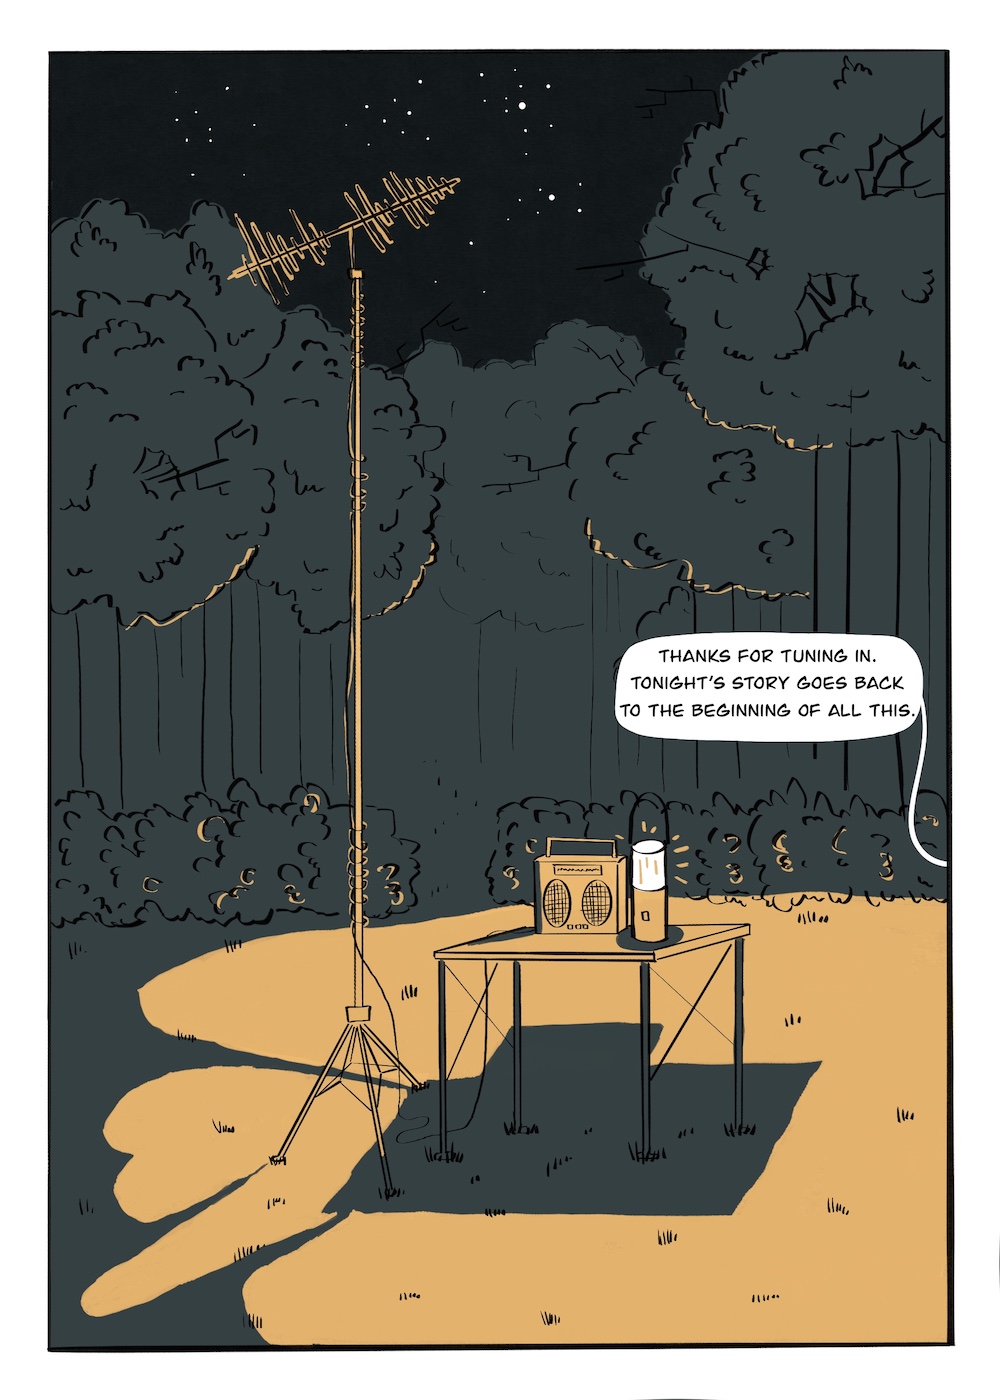 THANKS FOR TUNING IN.
TONIGHT'S STORY GOES BACK
TO THE BEGINNING OF ALL THIS.